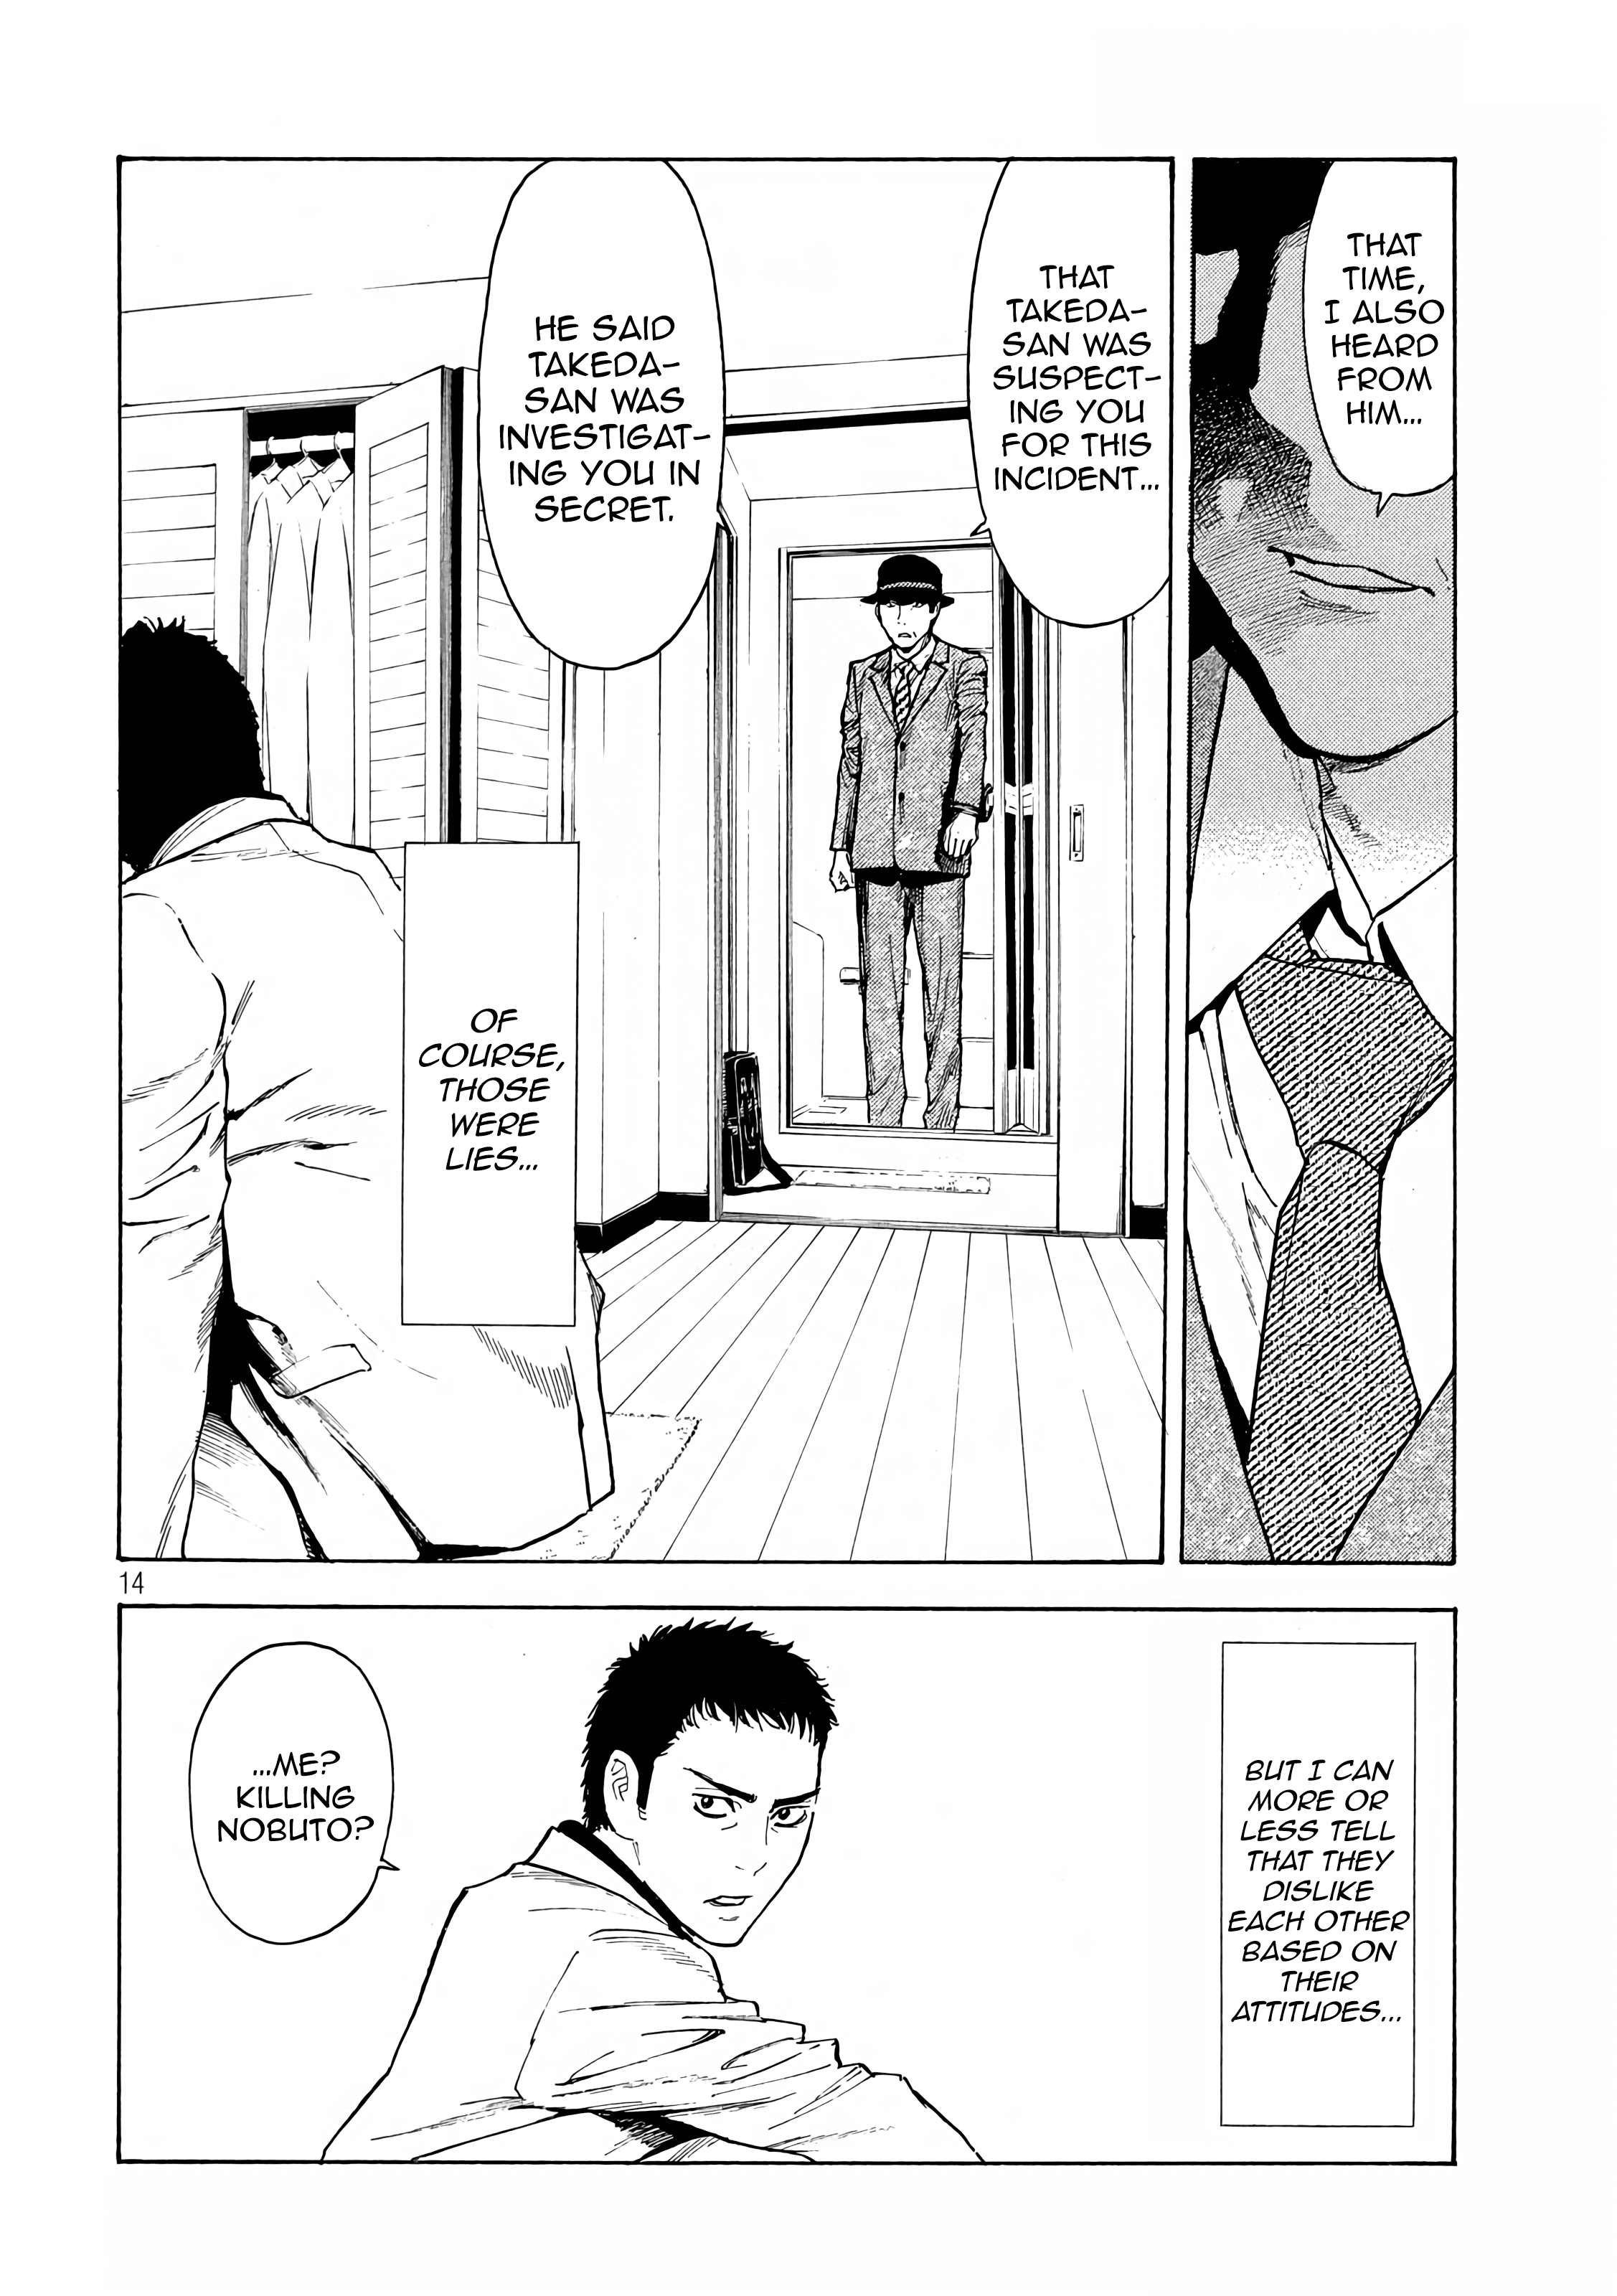 THAT
TIME,
I ALSO
HEARD
FROM
HIM...
THAT
TAKEDA-
SAN WAS
SUSPECT-
ING YOU
FOR THIS
INCIDENT...
HE SAID
TAKEDA-
SAN WAS
INVESTIGAT-
ING YOU IN
SECRET.
OF
COURSE,
THOSE
WERE
LIES...
14
BUT I CAN
MORE OR
LESS TELL
THAT THEY
DISLIKE
EACH OTHER
BASED ON
THEIR
ATTITUDES...
...ME?
KILLING
NOBUTO?